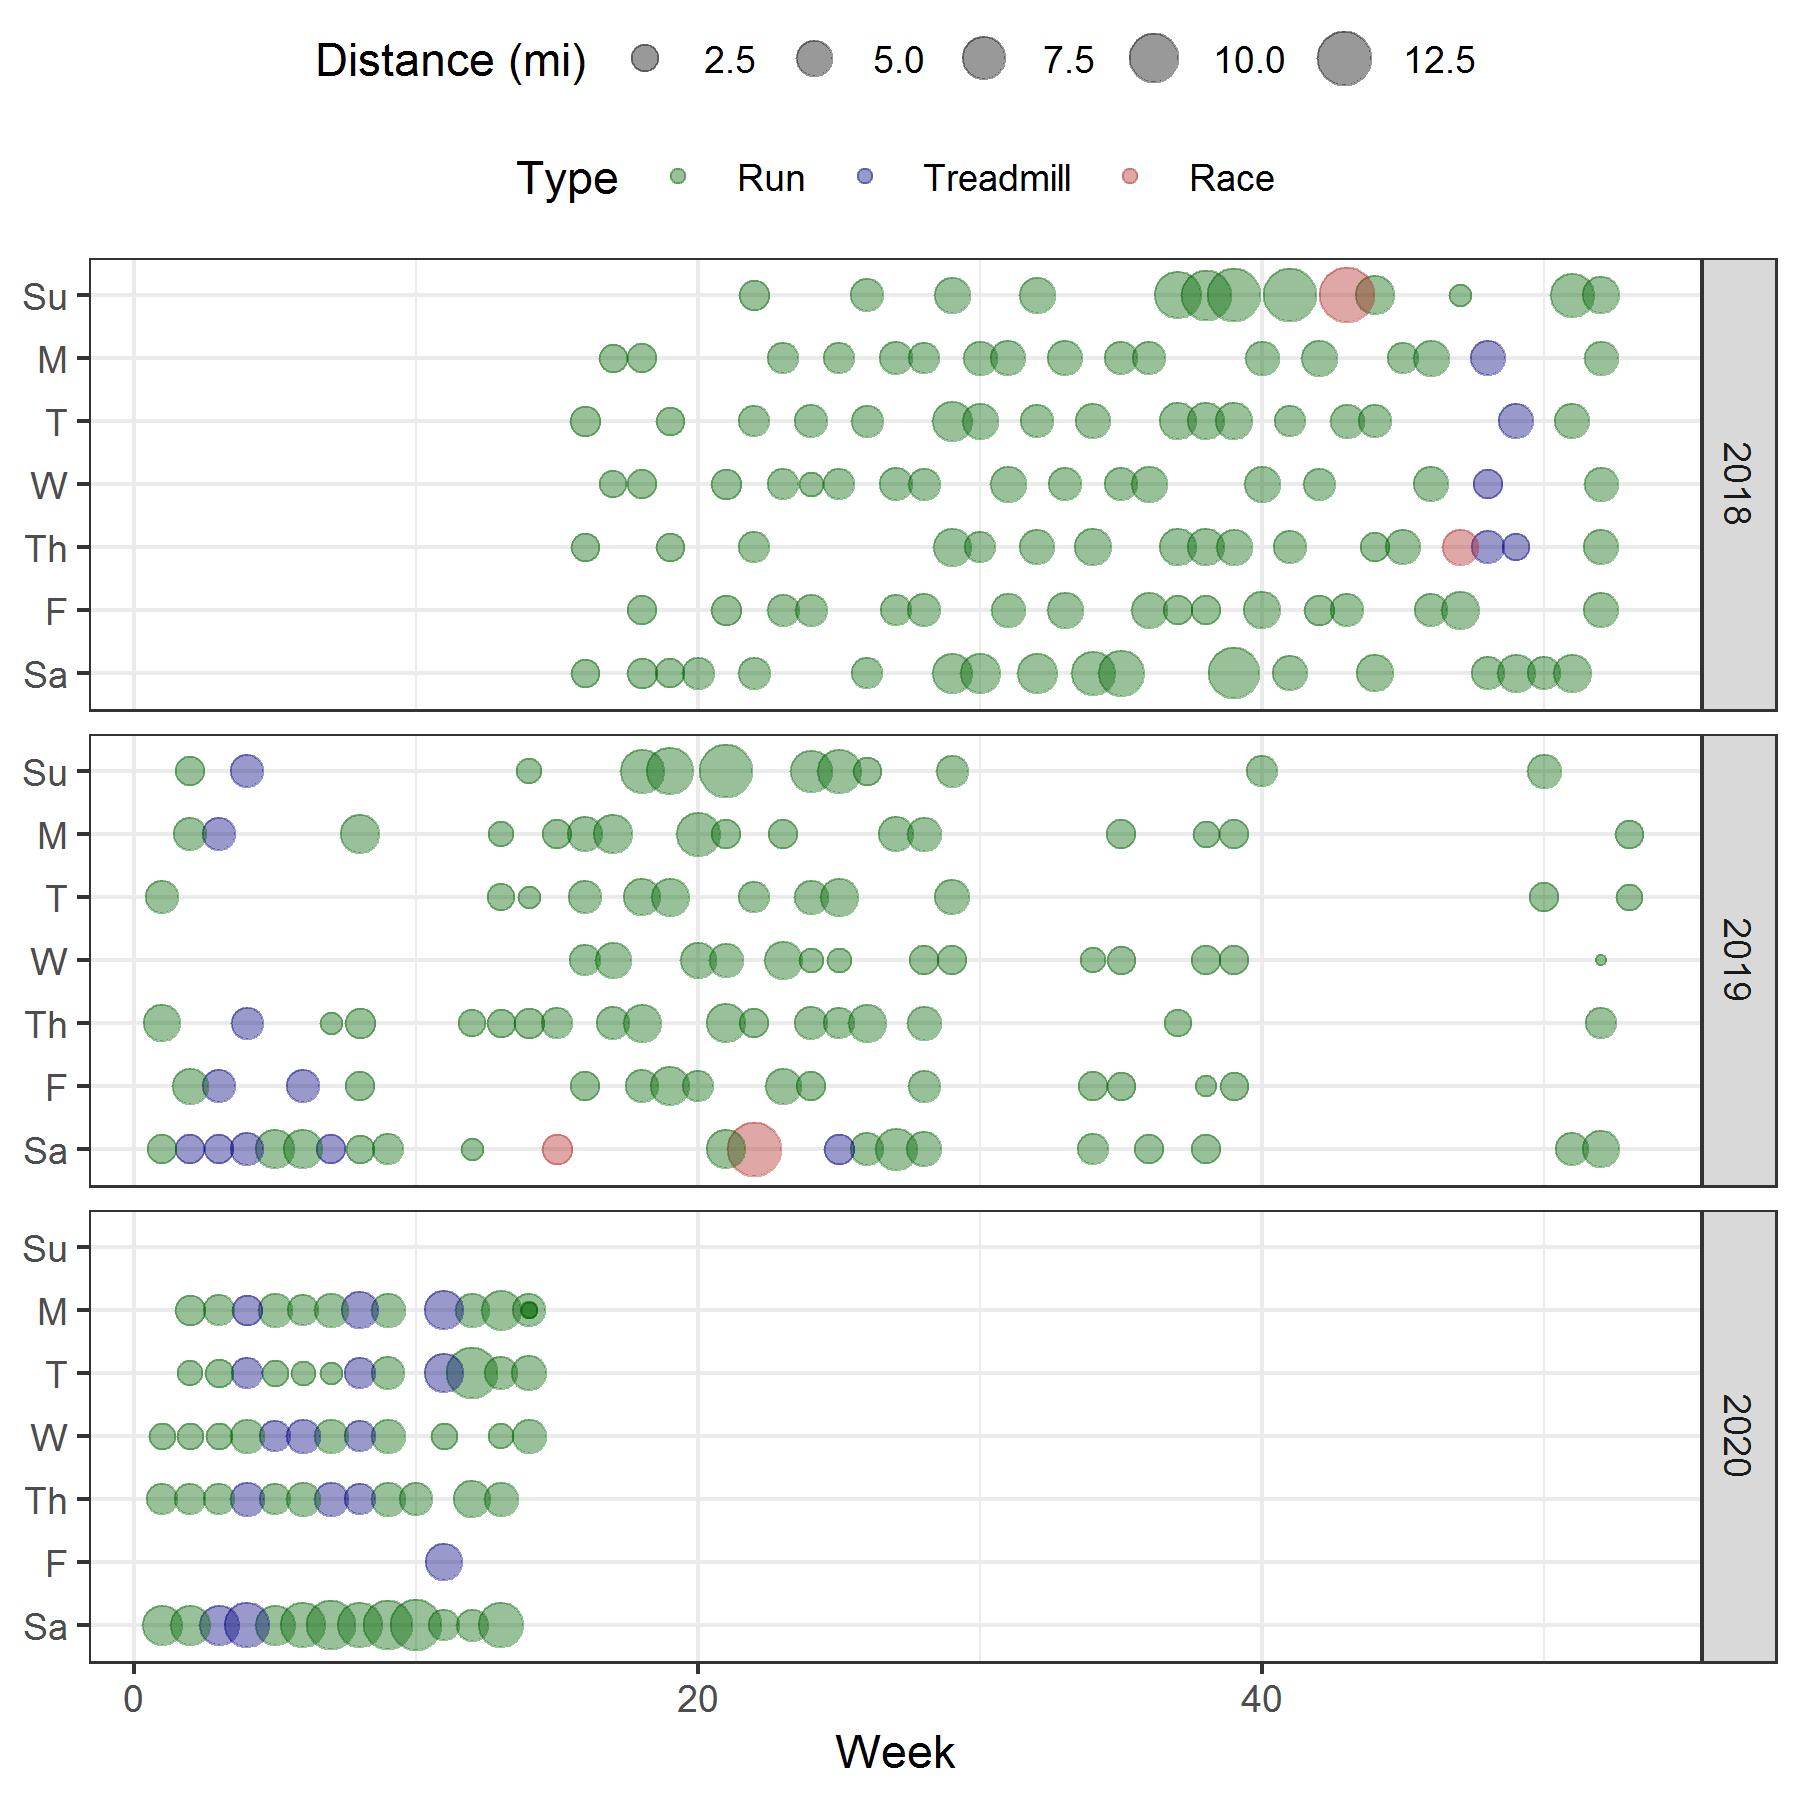 Distance (mi) 2.5 5.0 7.5 10.0 12.5
Type Run Treadmill Race
Su
M
T
W
Th
F
Sa
2018
Su
M
T
W
Th
F
Sa
2019
Su
M
T
W
Th
F
Sa
2020
0 20 40
Week